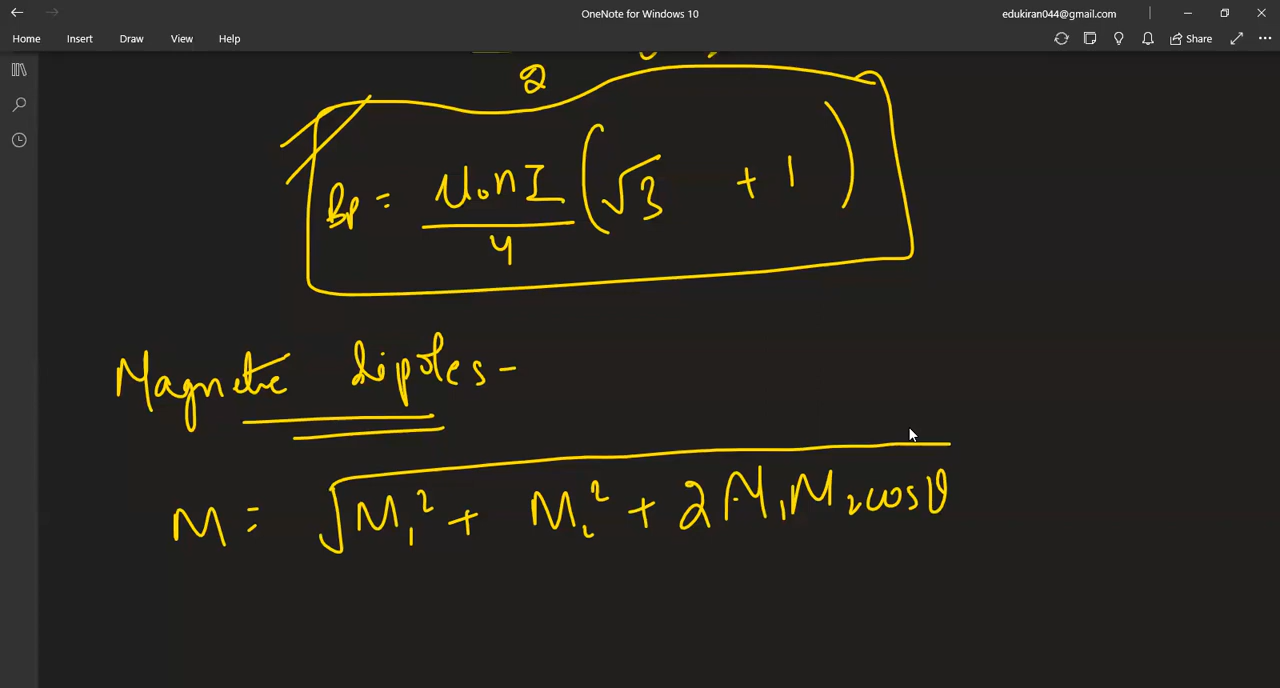 OneNote for Windows 10
edukiran044@gmail.com
Home Insert Draw View Help
Share
2
Bp = μ₀nI/4 (√3 + 1)
Magnetic dipoles -
M = √M₁² + M₂² + 2M₁M₂cosθ